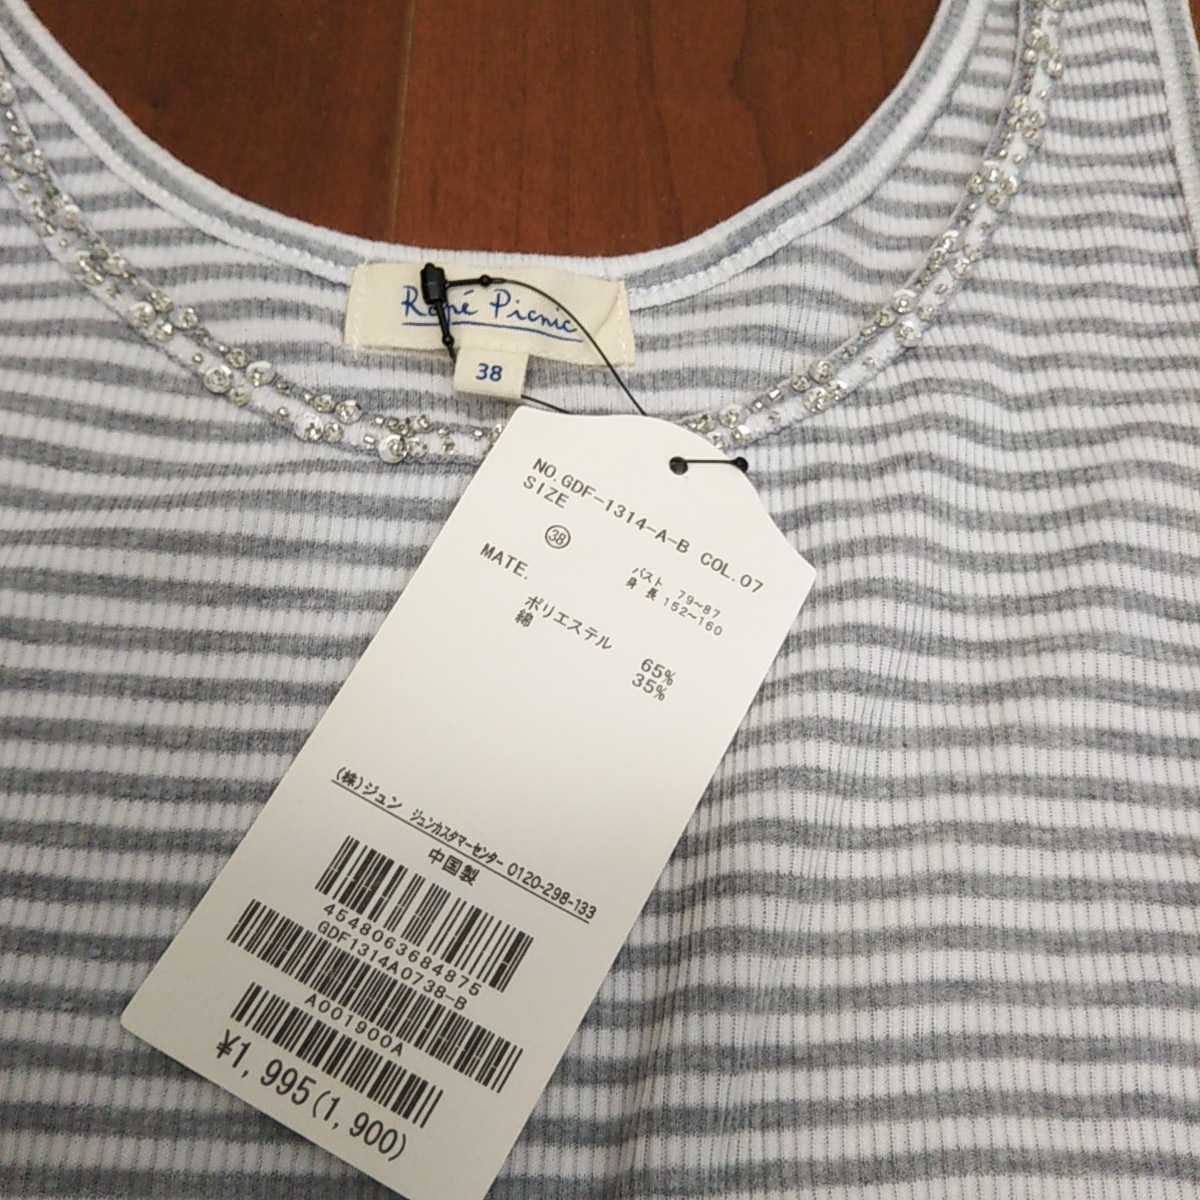 Ropé Picnic
38
NO.GDF-1314-A-B COL.07
SIZE
38
バスト 79~87
身 長 152~160
MATE.
ポリエステル 65%
綿 35%
(株)ジュン ジュンカスタマーセンター 0120-298-133
中国製
4548063684875
GDF1314A0738-B
A001900A
¥1,995(1,900)